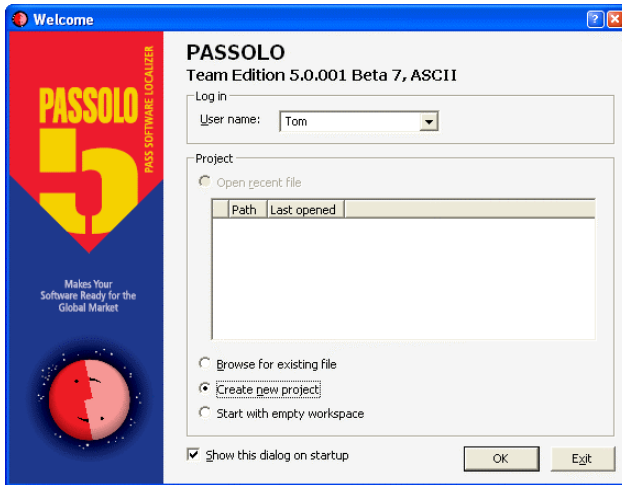 Welcome
PASSOLO
5
PASS SOFTWARE LOCALIZER
Makes Your
Software Ready for the
Global Market
PASSOLO
Team Edition 5.0.001 Beta 7, ASCII
Log in
User name: Tom
Project
Open recent file
Path Last opened
Browse for existing file
Create new project
Start with empty workspace
Show this dialog on startup
OK Exit